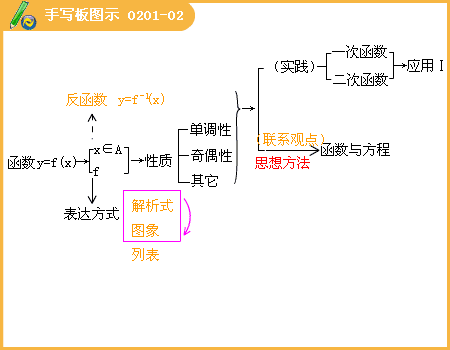 手写板图示 0201-02
一次函数
(实践)
二次函数
应用Ⅰ
反函数 y=f⁻¹(x)
单调性
(联系观点)
函数y=f(x)
x∈A
f
性质
奇偶性
函数与方程
思想方法
其它
表达方式
解析式
图象
列表